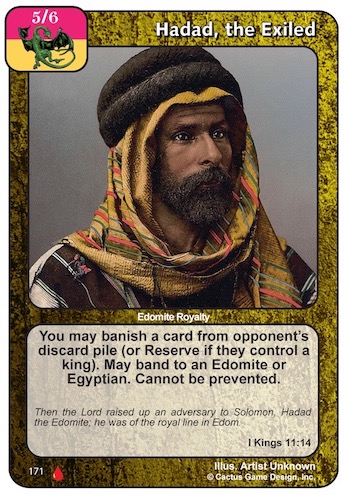 5/6
Hadad, the Exiled
Edomite Royalty
You may banish a card from opponent's
discard pile (or Reserve if they control a
king). May band to an Edomite or
Egyptian. Cannot be prevented.
Then the Lord raised up an adversary to Solomon, Hadad
the Edomite; he was of the royal line in Edom.
I Kings 11:14
171
Illus. Artist Unknown
© Cactus Game Design, Inc.